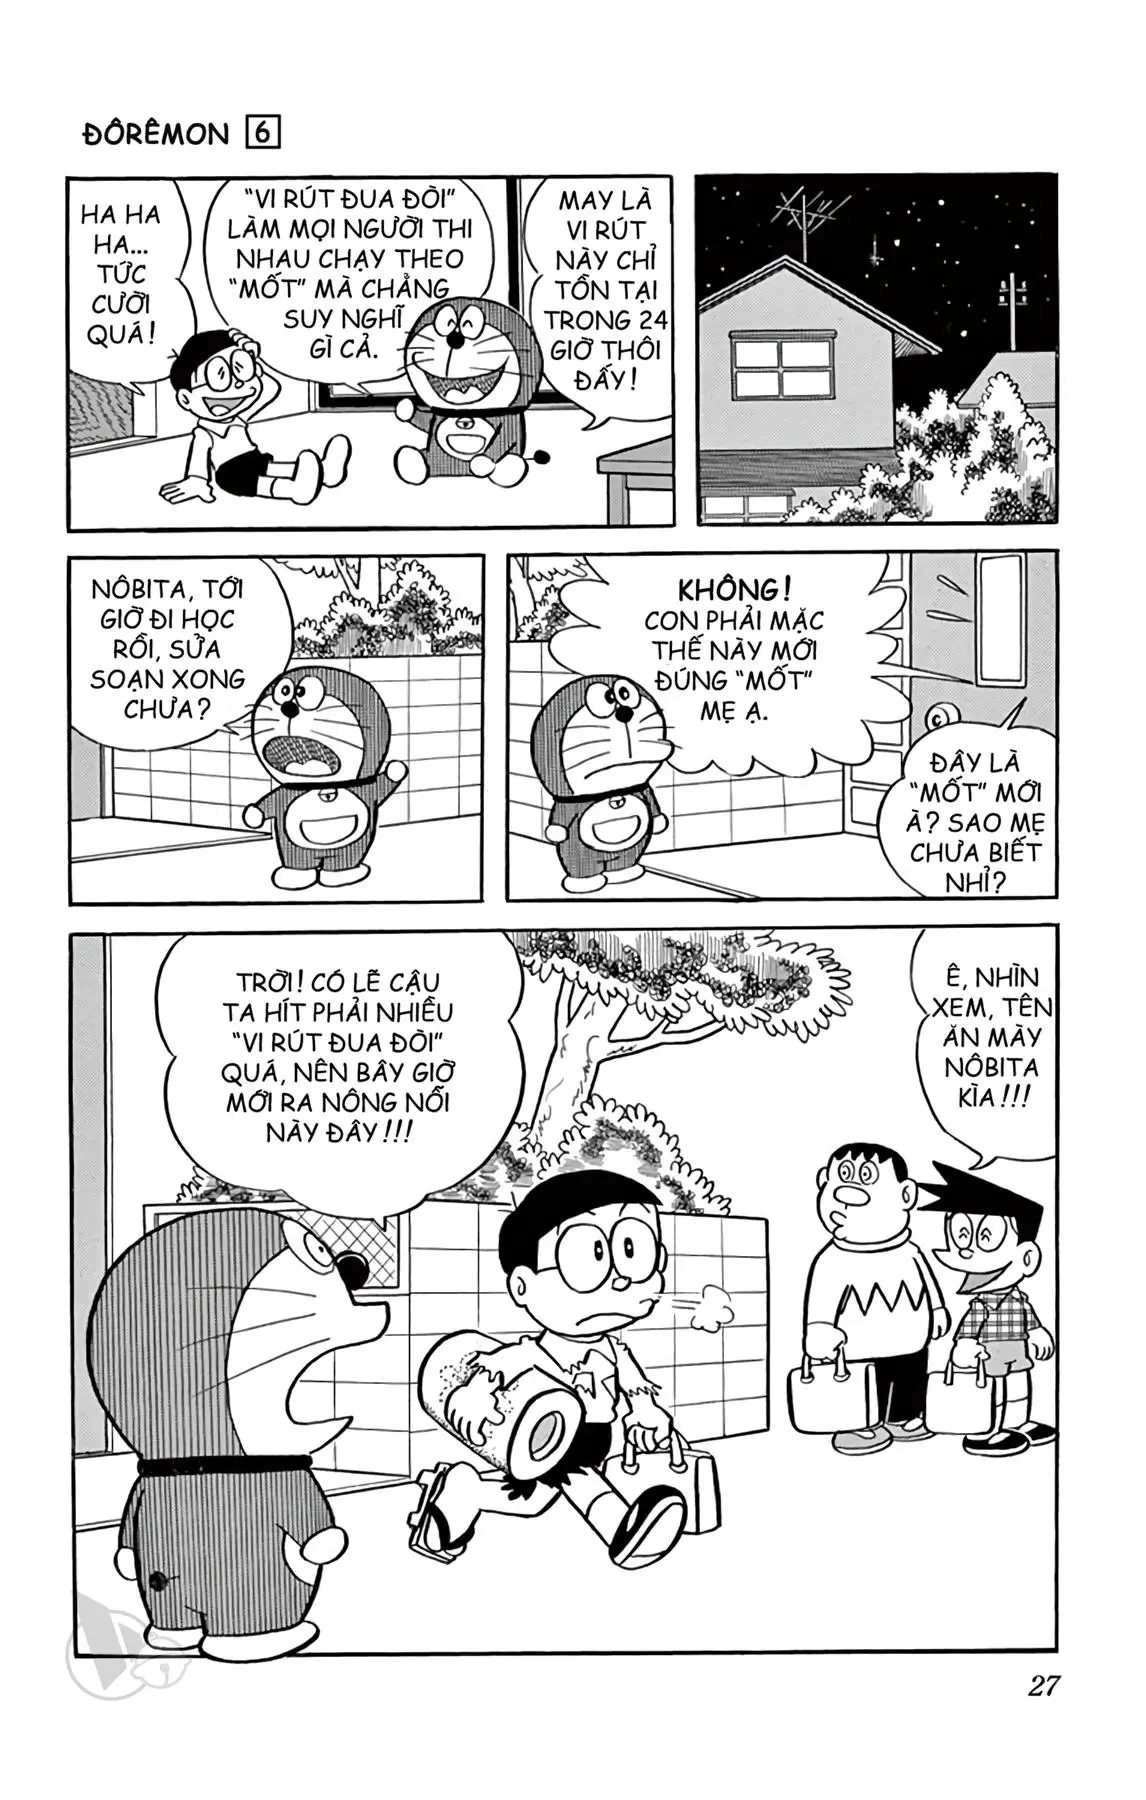 ĐÔRÊMON 6
HA HA
HA...
TỨC
CƯỜI
QUÁ!
"VI RÚT ĐUA ĐÒI"
LÀM MỌI NGƯỜI THI
NHAU CHẠY THEO
"MỐT" MÀ CHẲNG
SUY NGHĨ
GÌ CẢ.
MAY LÀ
VI RÚT
NÀY CHỈ
TỒN TẠI
TRONG 24
GIỜ THÔI
ĐẤY!
NÔBITA, TỚI
GIỜ ĐI HỌC
RỒI, SỬA
SOẠN XONG
CHƯA?
KHÔNG!
CON PHẢI MẶC
THẾ NÀY MỚI
ĐÚNG "MỐT"
MẸ Ạ.
ĐÂY LÀ
"MỐT" MỚI
À? SAO MẸ
CHƯA BIẾT
NHỈ?
TRỜI! CÓ LẼ CẬU
TA HÍT PHẢI NHIỀU
"VI RÚT ĐUA ĐÒI"
QUÁ, NÊN BÂY GIỜ
MỚI RA NÔNG NỖI
NÀY ĐÂY!!!
Ê, NHÌN
XEM, TÊN
ĂN MÀY
NÔBITA
KÌA!!!
27